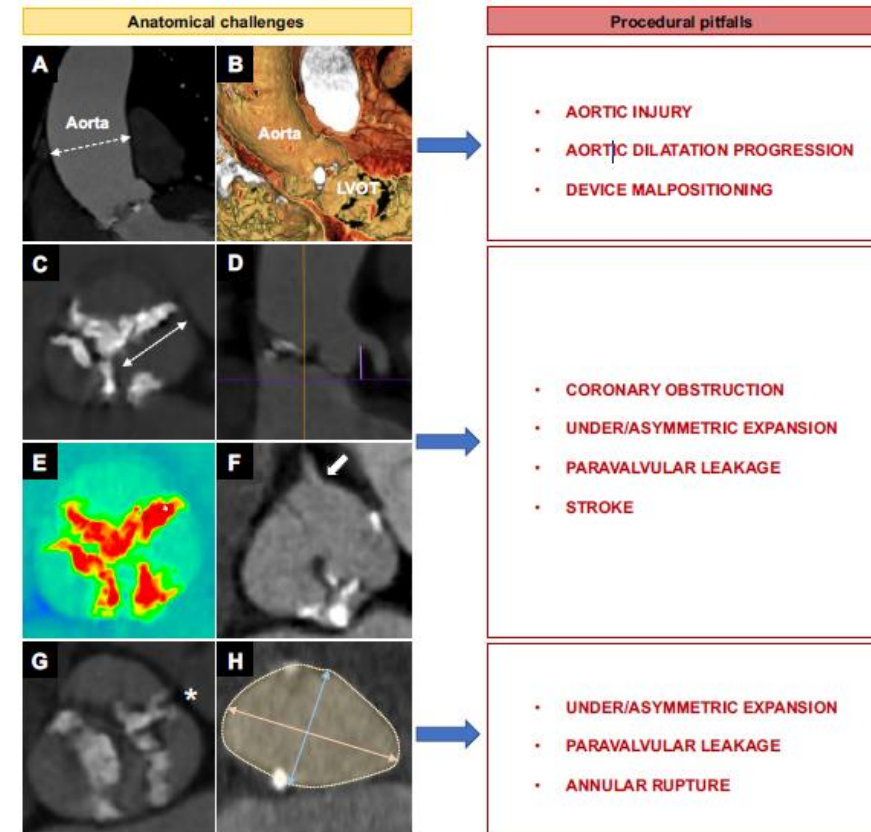 Anatomical challenges
Procedural pitfalls
A
Aorta
B
Aorta
LVOT
• AORTIC INJURY
• AORTIC DILATATION PROGRESSION
• DEVICE MALPOSITIONING
C
D
E
F
• CORONARY OBSTRUCTION
• UNDER/ASYMMETRIC EXPANSION
• PARAVALVULAR LEAKAGE
• STROKE
G
*
H
• UNDER/ASYMMETRIC EXPANSION
• PARAVALVULAR LEAKAGE
• ANNULAR RUPTURE